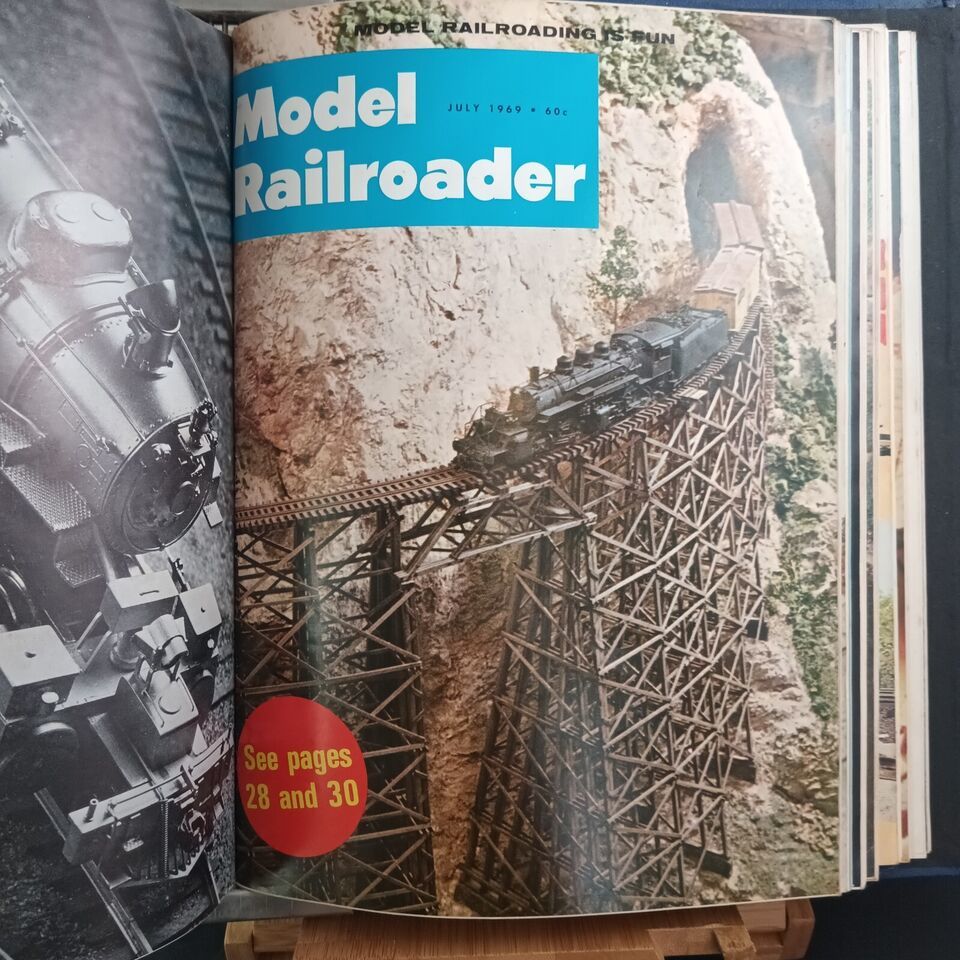 MODEL RAILROADING IS FUN
Model
JULY 1969 • 60c
Railroader
See pages
28 and 30